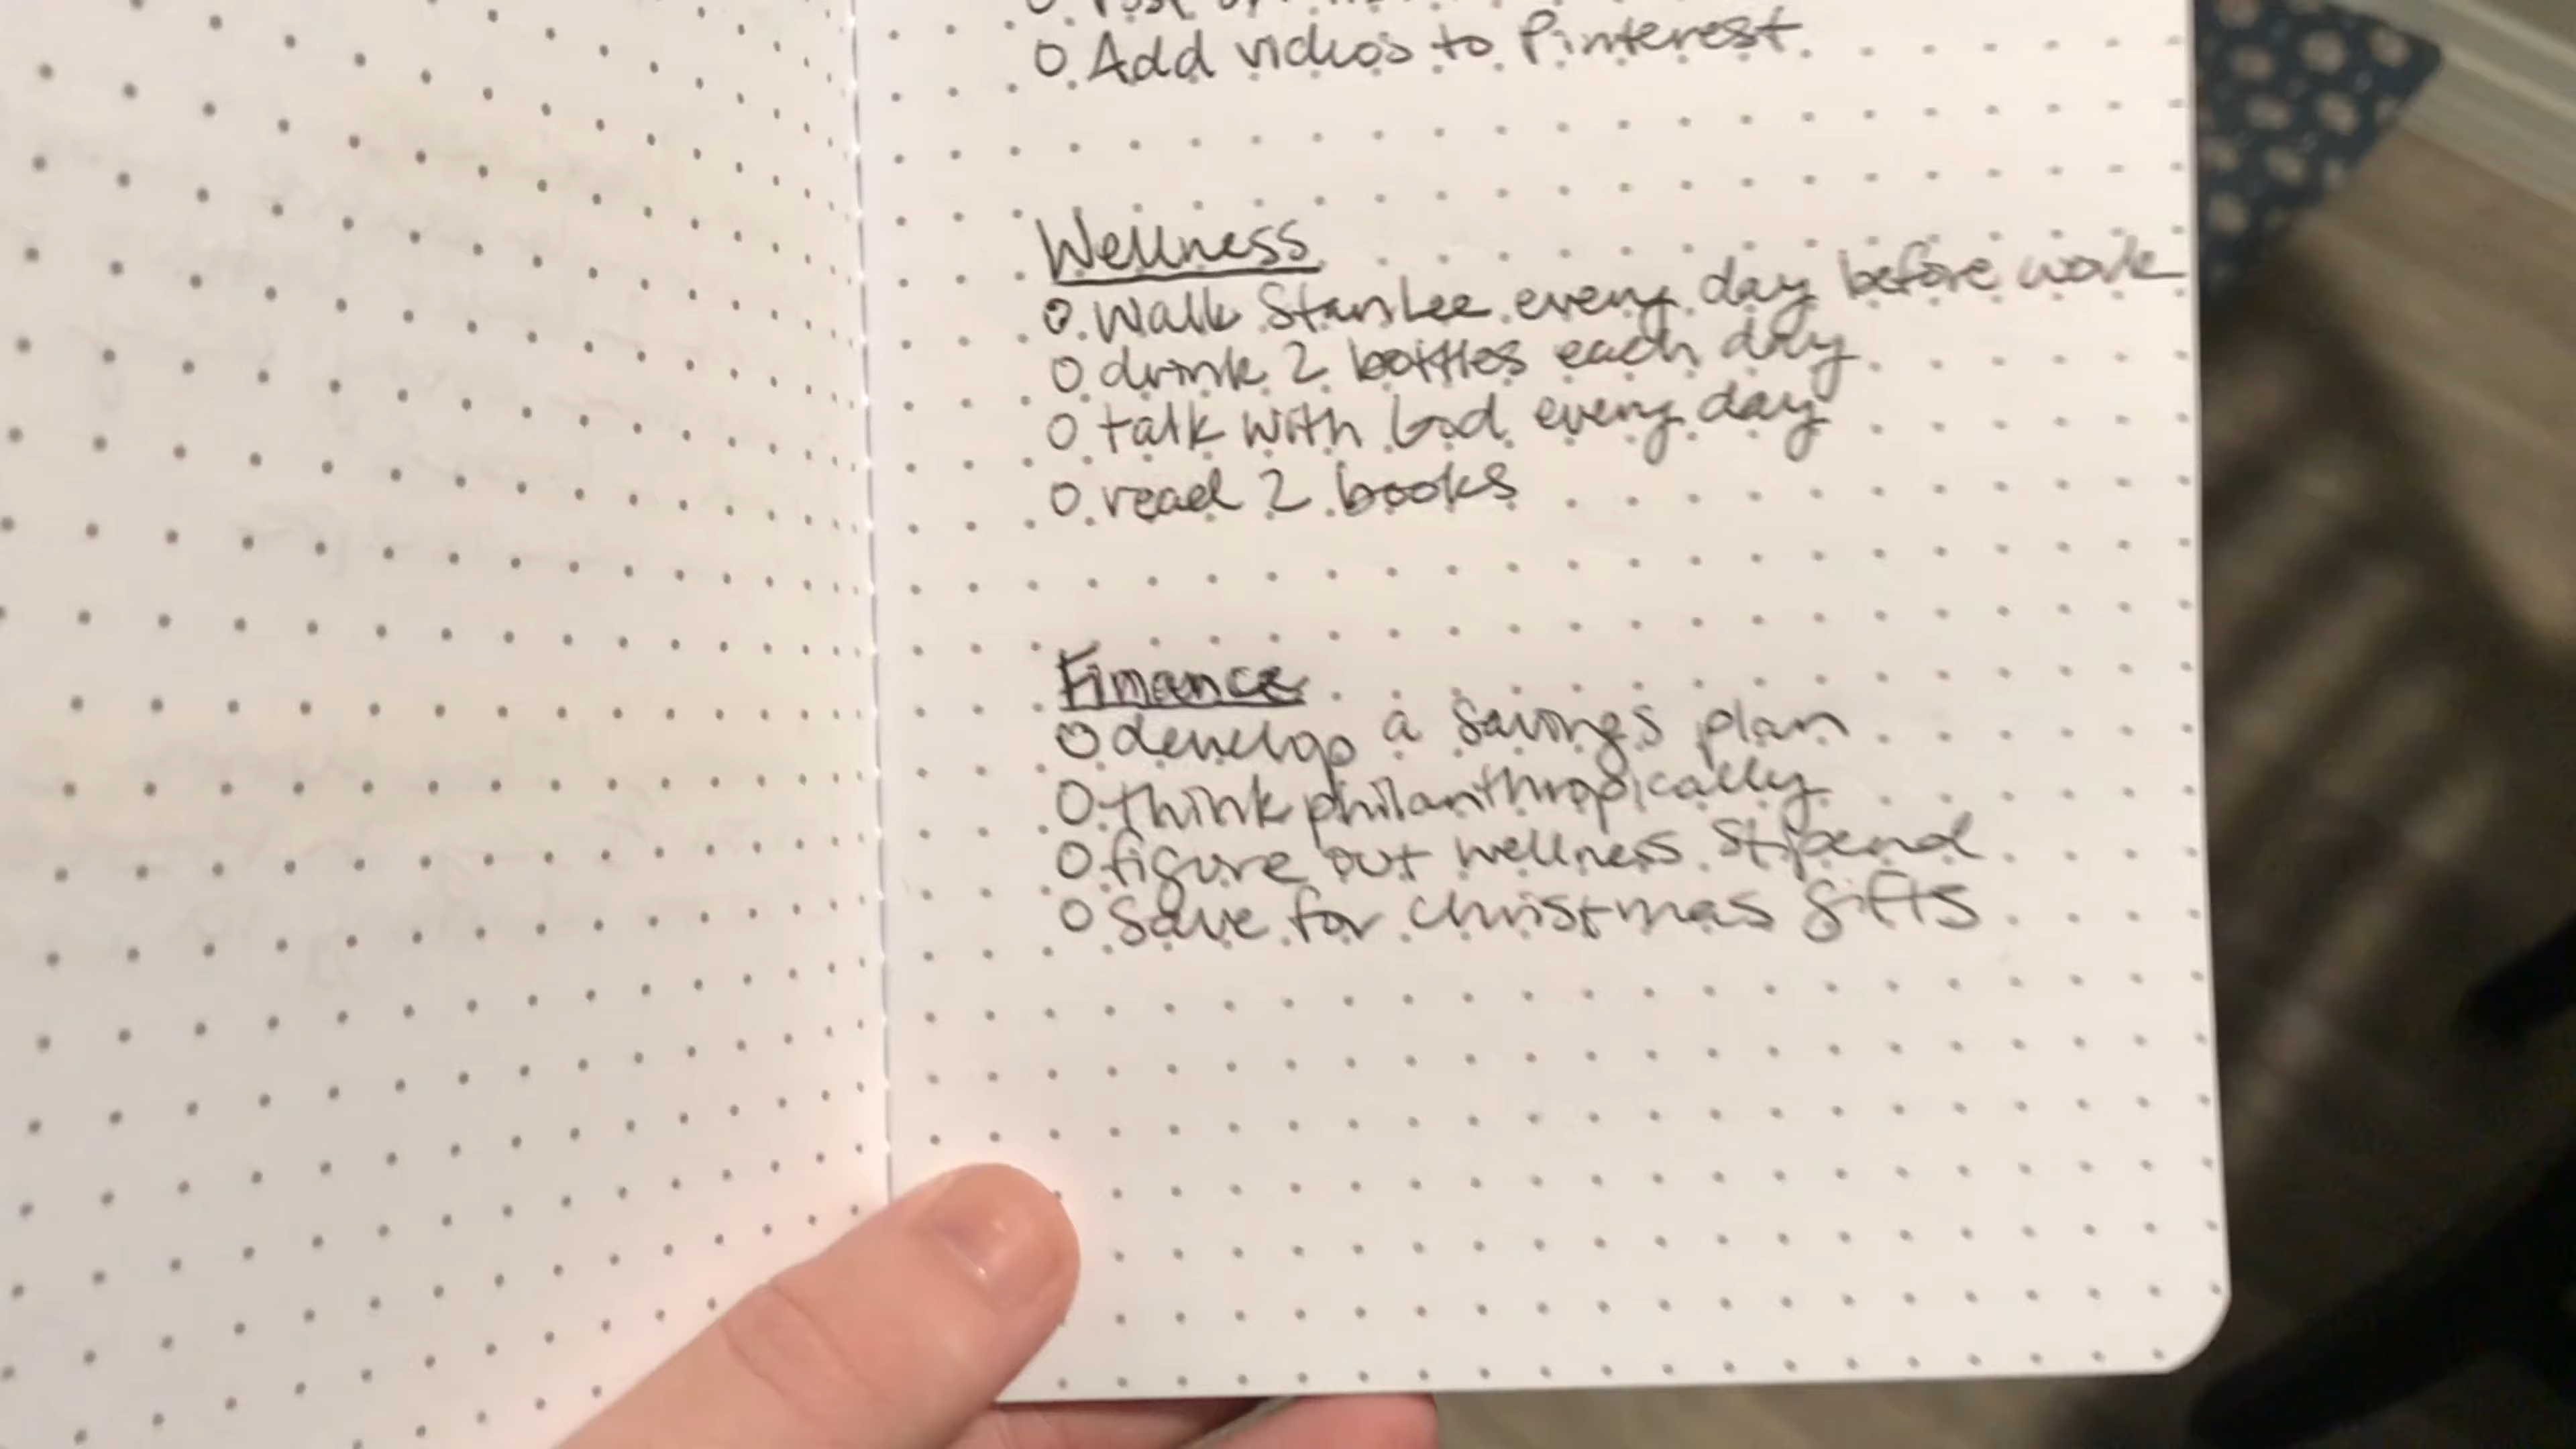 O Add videos to Pinterest
Wellness
O Walk StanLee every day before work
O drink 2 bottles each day
O talk with God every day
O read 2 books
Finance
O develop a savings plan
O think philanthropically
O figure out wellness stipend
O Save for Christmas gifts